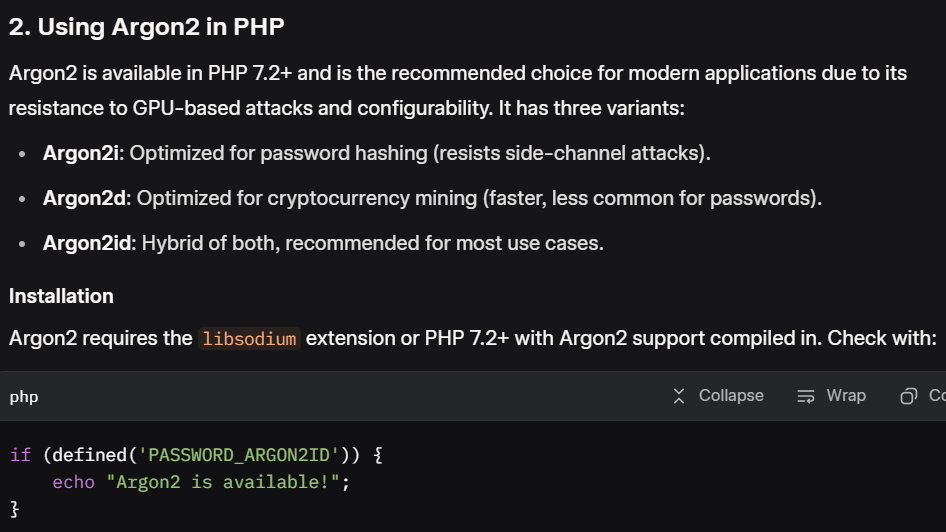 2. Using Argon2 in PHP
Argon2 is available in PHP 7.2+ and is the recommended choice for modern applications due to its
resistance to GPU-based attacks and configurability. It has three variants:
• Argon2i: Optimized for password hashing (resists side-channel attacks).
• Argon2d: Optimized for cryptocurrency mining (faster, less common for passwords).
• Argon2id: Hybrid of both, recommended for most use cases.
Installation
Argon2 requires the libsodium extension or PHP 7.2+ with Argon2 support compiled in. Check with:
php Collapse Wrap
if (defined('PASSWORD_ARGON2ID')) {
    echo "Argon2 is available!";
}